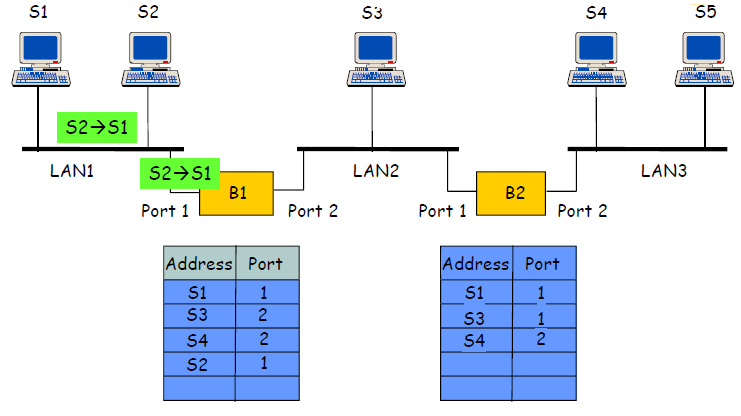 S1 S2 S3 S4 S5
S2→S1
LAN1 LAN2 LAN3
S2→S1
B1 B2
Port 1 Port 2 Port 1 Port 2
Address Port Address Port
S1 1 S1 1
S3 2 S3 1
S4 2 S4 2
S2 1